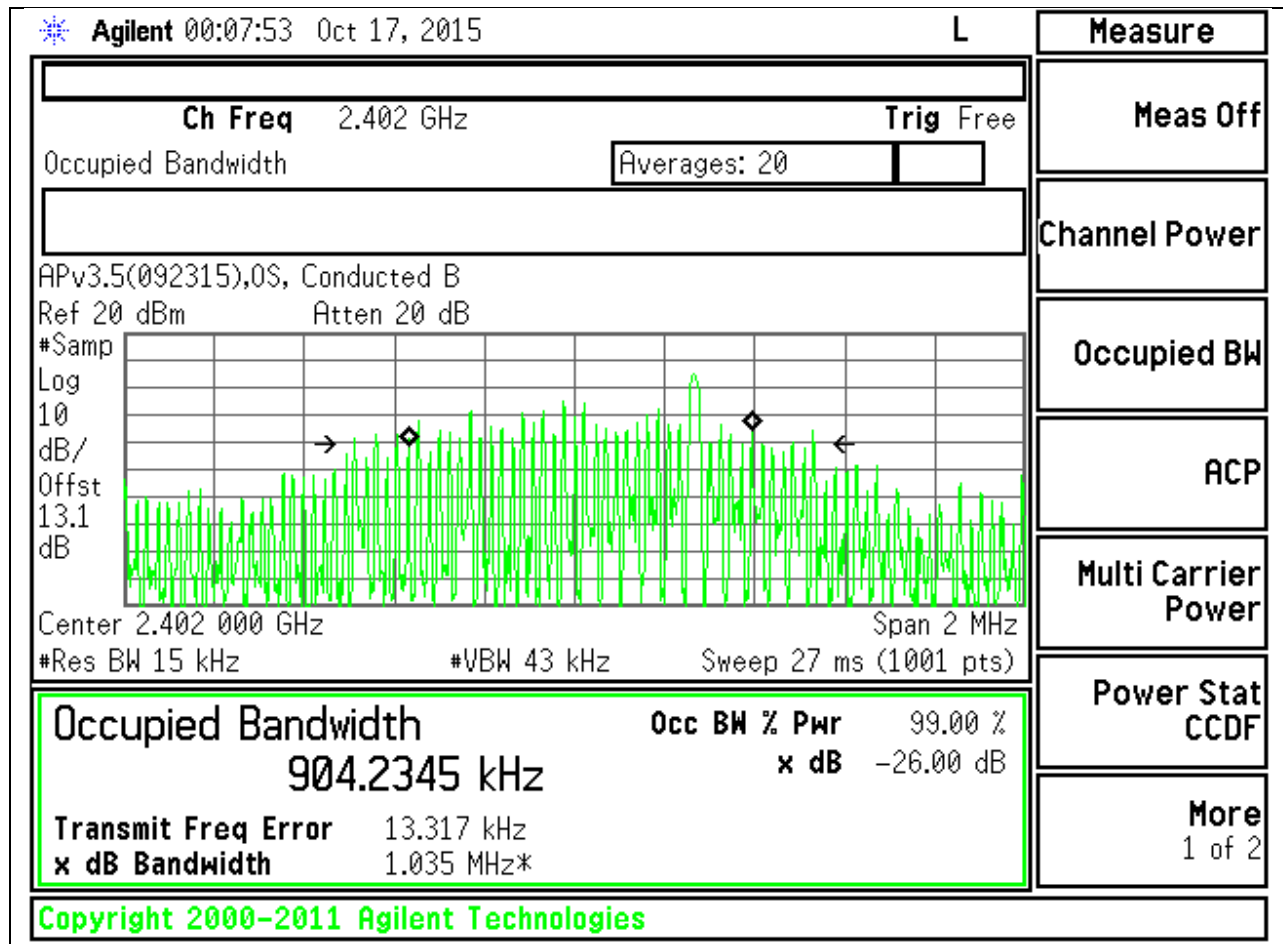 Agilent 00:07:53 Oct 17, 2015 L
Measure
Ch Freq 2.402 GHz Trig Free
Occupied Bandwidth Averages: 20
APv3.5(092315),OS, Conducted B
Ref 20 dBm Atten 20 dB
#Samp
Log
10
dB/
Offst
13.1
dB
Center 2.402 000 GHz Span 2 MHz
#Res BW 15 kHz #VBW 43 kHz Sweep 27 ms (1001 pts)
Occupied Bandwidth Occ BW % Pwr 99.00 %
904.2345 kHz x dB -26.00 dB
Transmit Freq Error 13.317 kHz
x dB Bandwidth 1.035 MHz*
Meas Off
Channel Power
Occupied BW
ACP
Multi Carrier
Power
Power Stat
CCDF
More
1 of 2
Copyright 2000-2011 Agilent Technologies